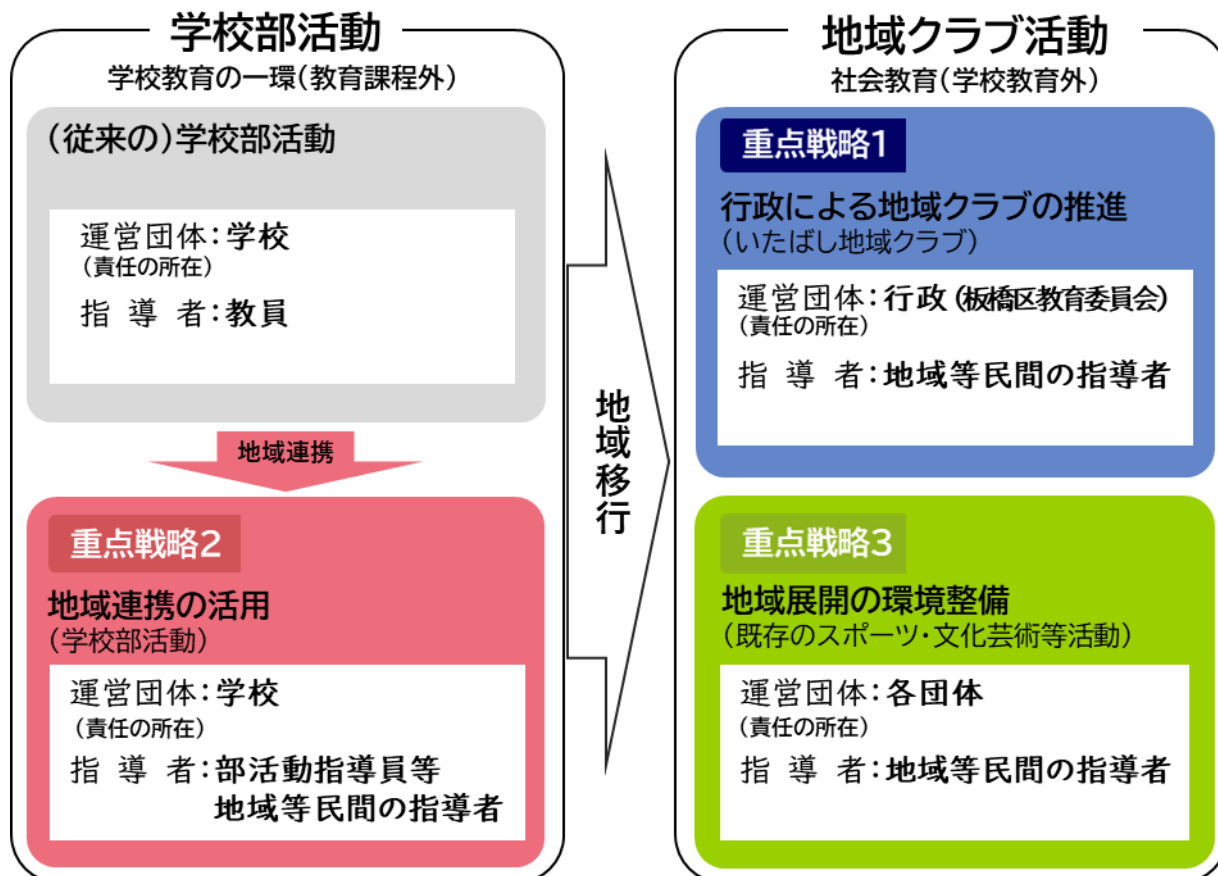 学校部活動
学校教育の一環(教育課程外)
(従来の)学校部活動
運営団体:学校
(責任の所在)
指導者:教員
地域連携
重点戦略2
地域連携の活用
(学校部活動)
運営団体:学校
(責任の所在)
指導者:部活動指導員等
地域等民間の指導者
地域移行
地域クラブ活動
社会教育(学校教育外)
重点戦略1
行政による地域クラブの推進
(いたばし地域クラブ)
運営団体:行政(板橋区教育委員会)
(責任の所在)
指導者:地域等民間の指導者
重点戦略3
地域展開の環境整備
(既存のスポーツ・文化芸術等活動)
運営団体:各団体
(責任の所在)
指導者:地域等民間の指導者